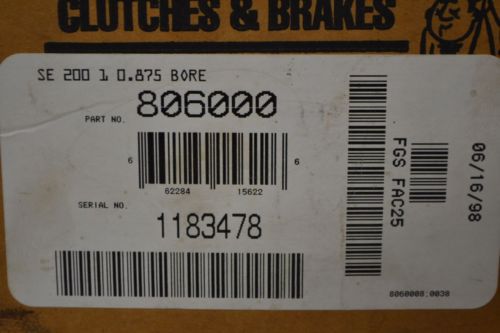 CLUTCHES & BRAKES
SE 200 1 0.875 BORE
PART NO. 806000
6 62284 15622 6
SERIAL NO.
1183478
FGS FAC25
06/16/98
8060008:0038